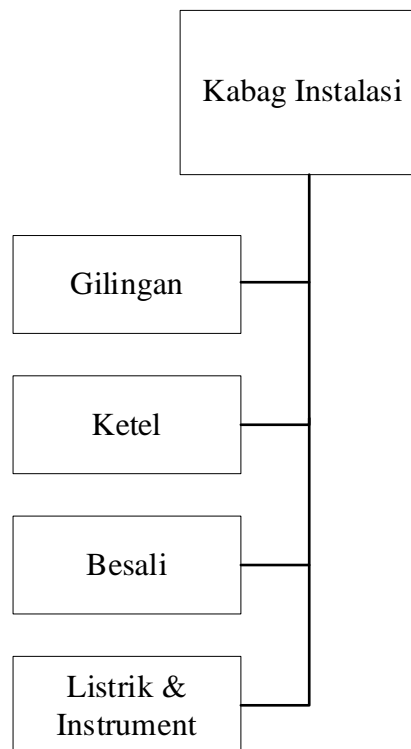 Kabag Instalasi
Gilingan
Ketel
Besali
Listrik &
Instrument